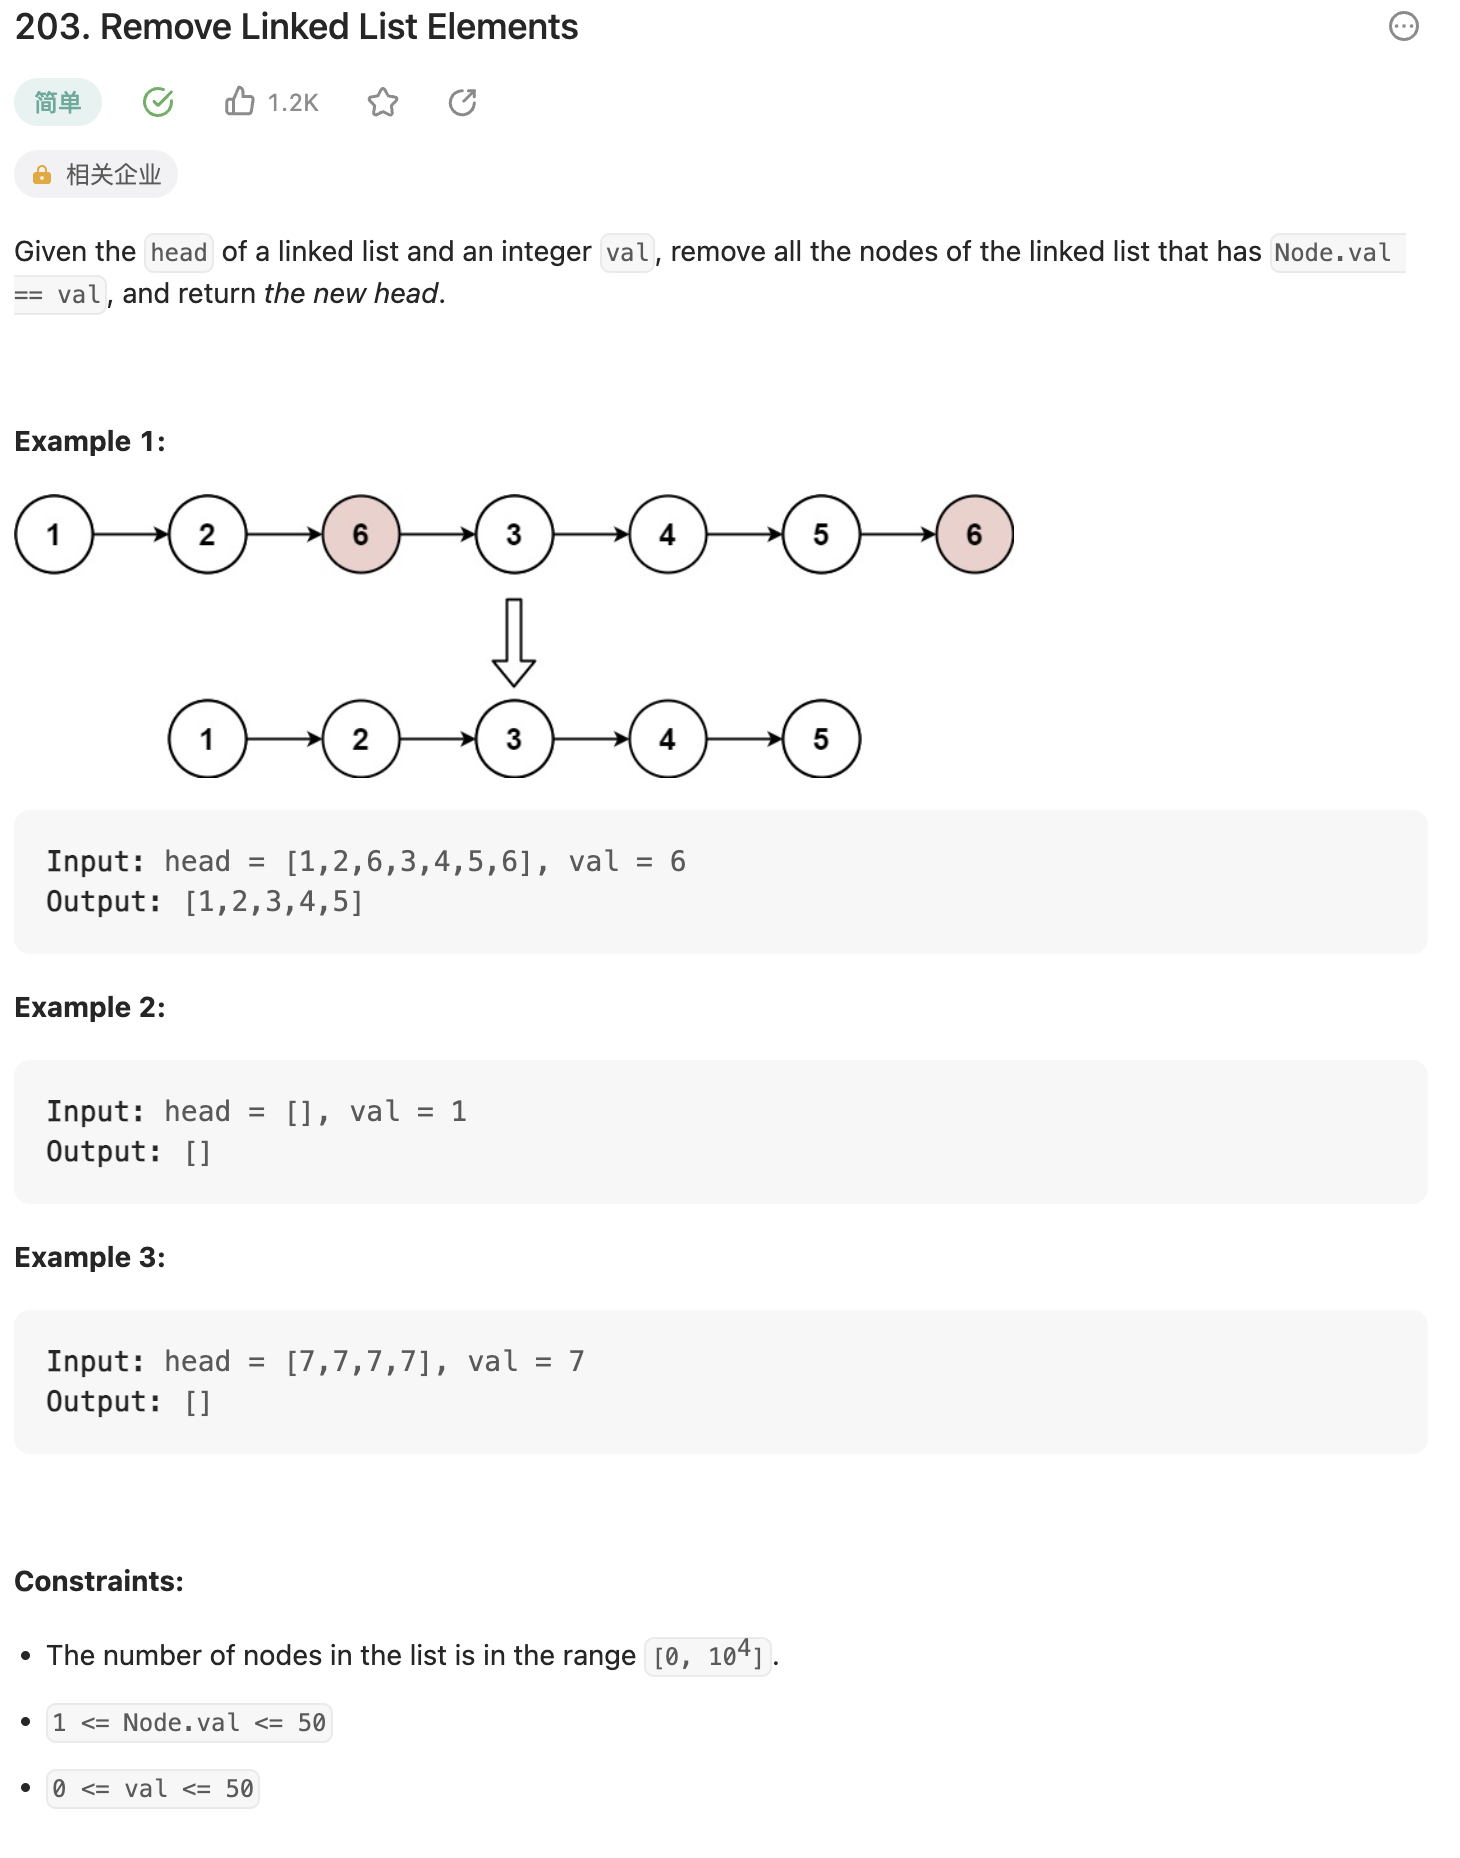 203. Remove Linked List Elements
简单 1.2K
相关企业
Given the head of a linked list and an integer val, remove all the nodes of the linked list that has Node.val
== val, and return the new head.
Example 1:
1 2 6 3 4 5 6
1 2 3 4 5
Input: head = [1,2,6,3,4,5,6], val = 6
Output: [1,2,3,4,5]
Example 2:
Input: head = [], val = 1
Output: []
Example 3:
Input: head = [7,7,7,7], val = 7
Output: []
Constraints:
• The number of nodes in the list is in the range [0, 10⁴].
• 1 <= Node.val <= 50
• 0 <= val <= 50